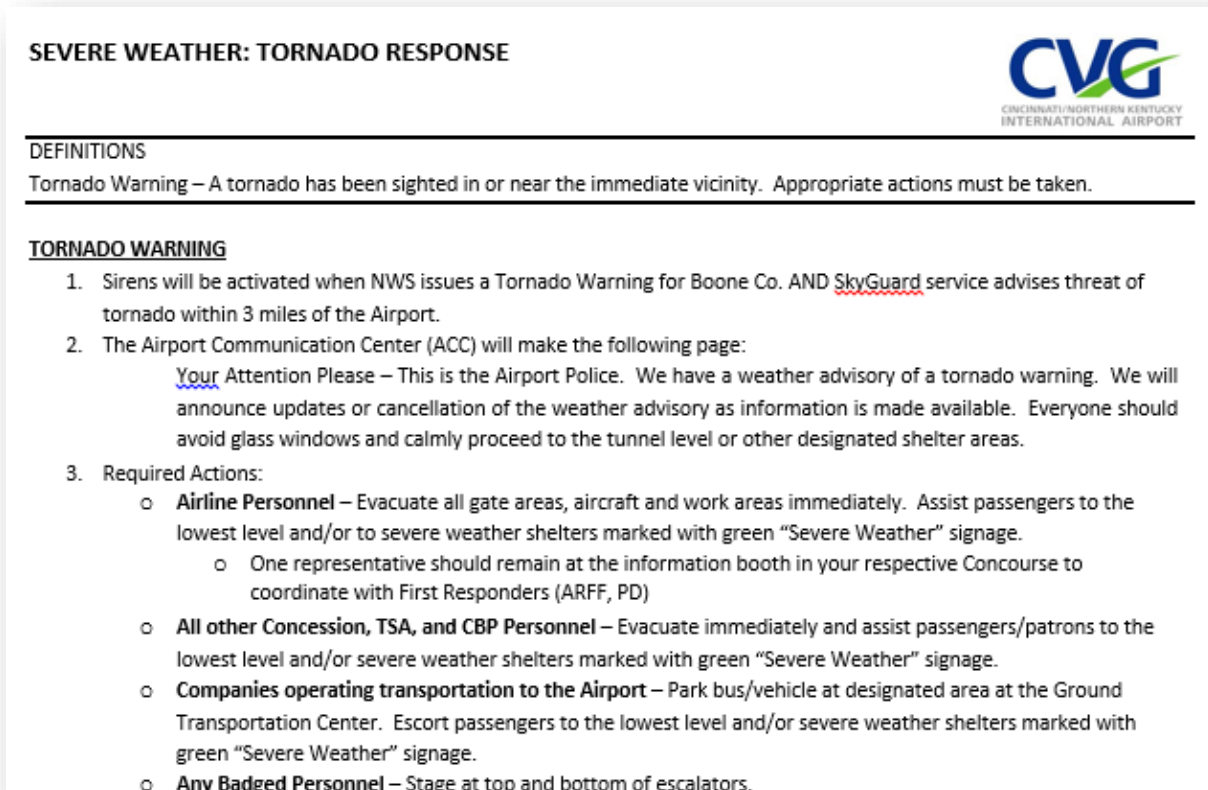 SEVERE WEATHER: TORNADO RESPONSE
CVG
CINCINNATI/NORTHERN KENTUCKY
INTERNATIONAL AIRPORT
DEFINITIONS
Tornado Warning – A tornado has been sighted in or near the immediate vicinity.  Appropriate actions must be taken.
TORNADO WARNING
1. Sirens will be activated when NWS issues a Tornado Warning for Boone Co. AND SkyGuard service advises threat of
tornado within 3 miles of the Airport.
2. The Airport Communication Center (ACC) will make the following page:
Your Attention Please – This is the Airport Police.  We have a weather advisory of a tornado warning.  We will
announce updates or cancellation of the weather advisory as information is made available.  Everyone should
avoid glass windows and calmly proceed to the tunnel level or other designated shelter areas.
3. Required Actions:
o Airline Personnel – Evacuate all gate areas, aircraft and work areas immediately.  Assist passengers to the
lowest level and/or to severe weather shelters marked with green “Severe Weather” signage.
o One representative should remain at the information booth in your respective Concourse to
coordinate with First Responders (ARFF, PD)
o All other Concession, TSA, and CBP Personnel – Evacuate immediately and assist passengers/patrons to the
lowest level and/or severe weather shelters marked with green “Severe Weather” signage.
o Companies operating transportation to the Airport – Park bus/vehicle at designated area at the Ground
Transportation Center.  Escort passengers to the lowest level and/or severe weather shelters marked with
green “Severe Weather” signage.
o Any Badged Personnel – Stage at top and bottom of escalators.